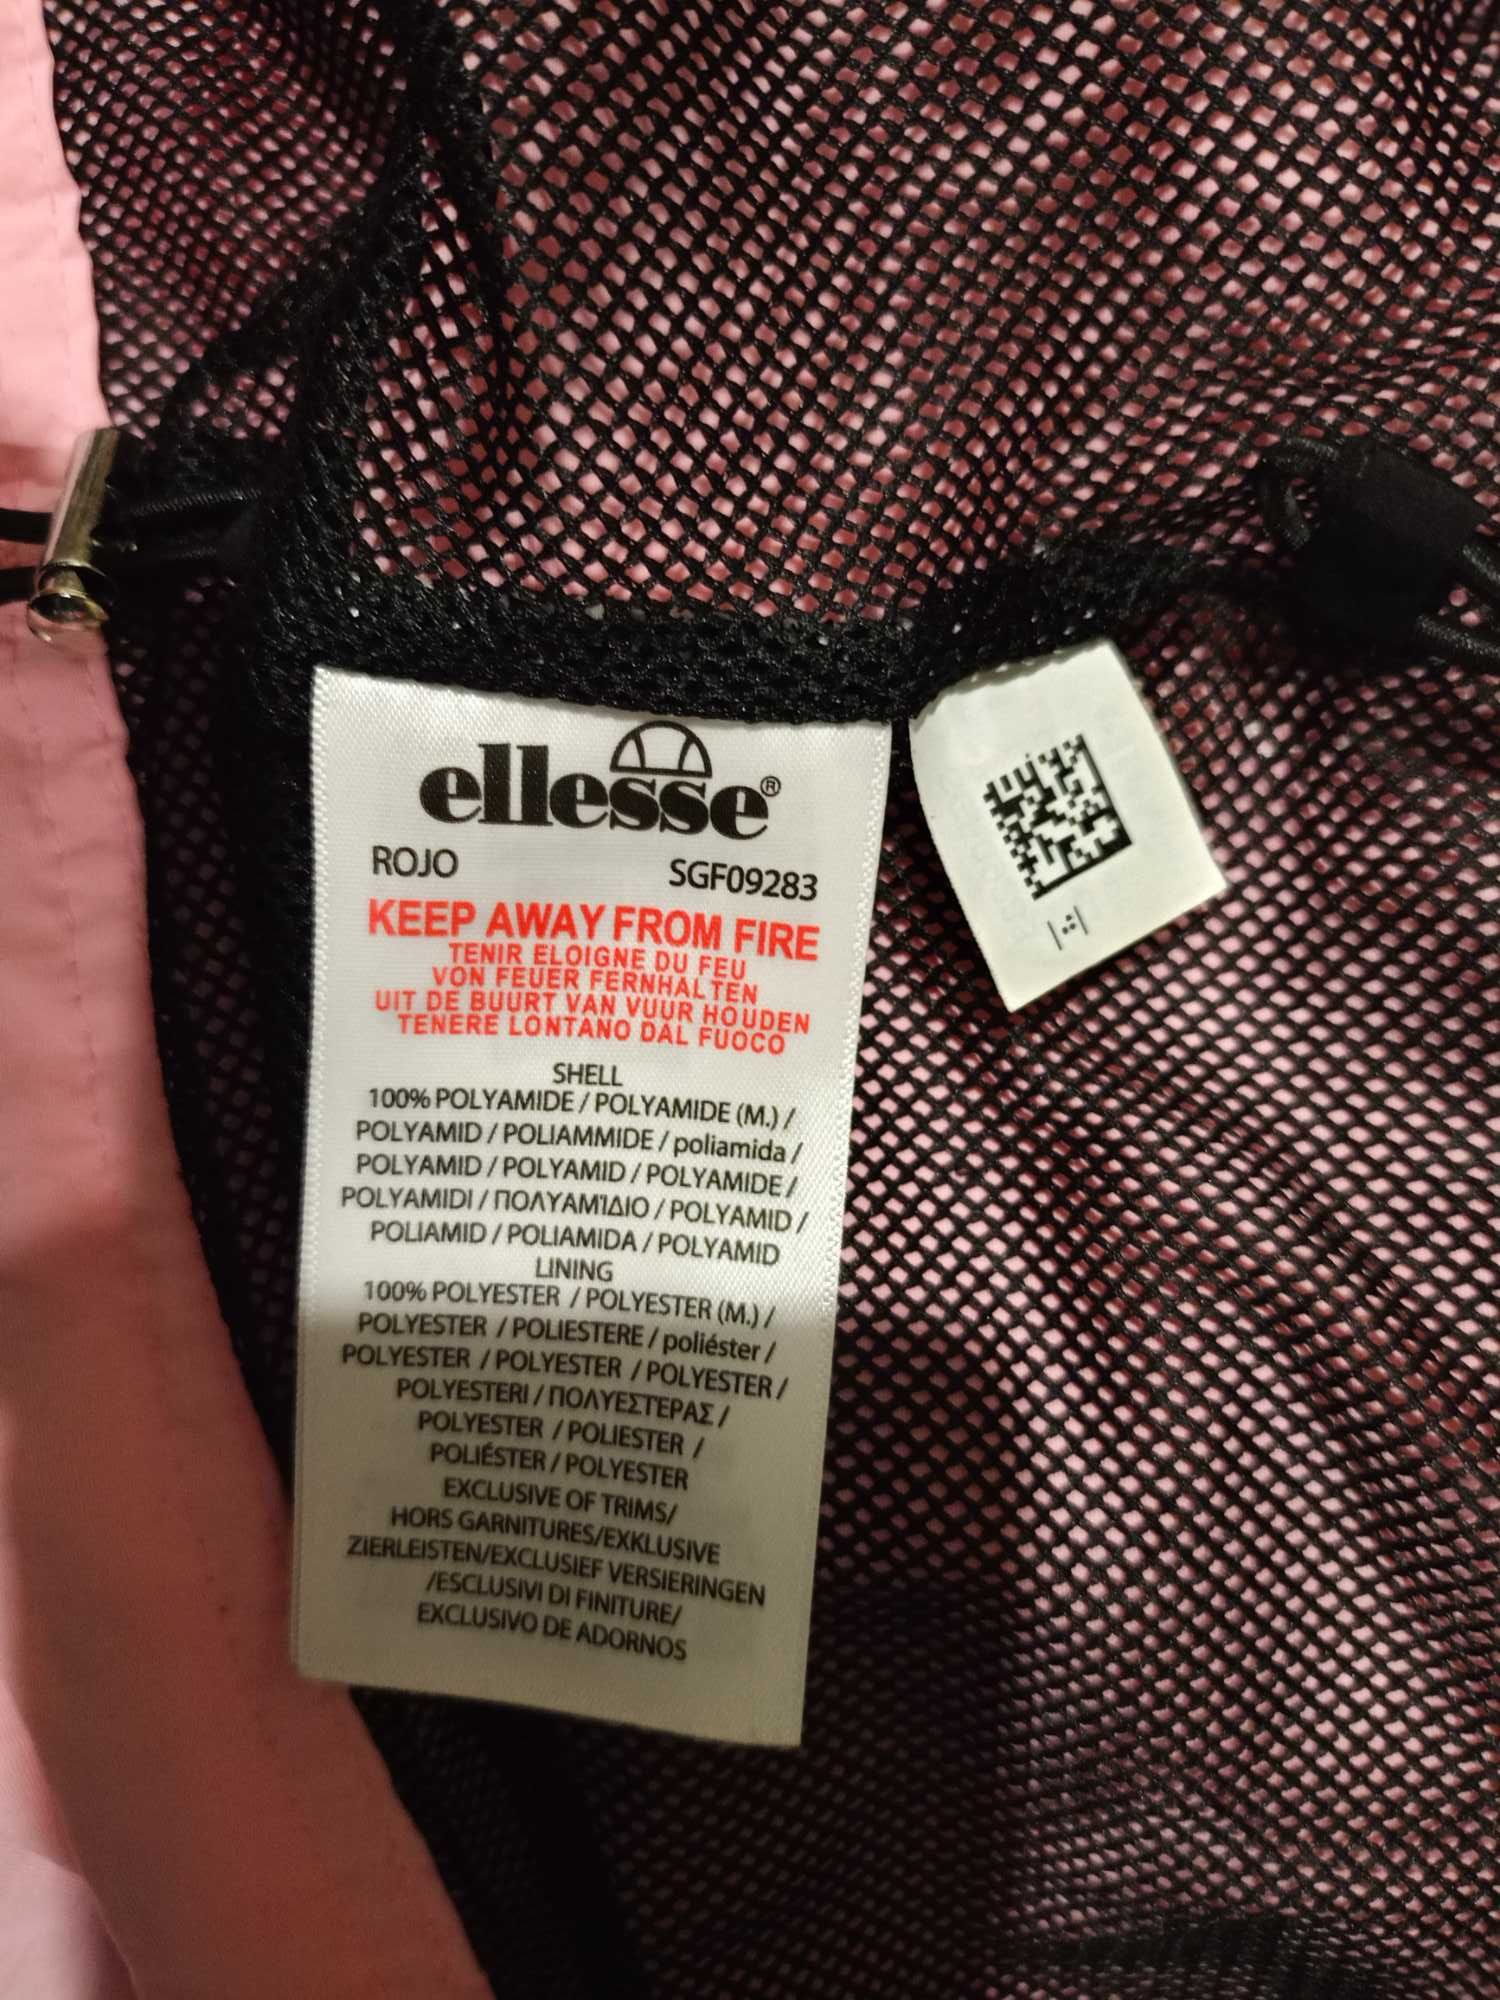 ellesse®
ROJO SGF09283
KEEP AWAY FROM FIRE
TENIR ELOIGNE DU FEU
VON FEUER FERNHALTEN
UIT DE BUURT VAN VUUR HOUDEN
TENERE LONTANO DAL FUOCO
SHELL
100% POLYAMIDE / POLYAMIDE (M.) /
POLYAMID / POLIAMMIDE / poliamida /
POLYAMID / POLYAMID / POLYAMIDE /
POLYAMIDI / ΠΟΛΥΑΜΊΔΙΟ / POLYAMID /
POLIAMID / POLIAMIDA / POLYAMID
LINING
100% POLYESTER / POLYESTER (M.) /
POLYESTER / POLIESTERE / poliéster /
POLYESTER / POLYESTER / POLYESTER /
POLYESTERI / ΠΟΛΥΕΣΤΕΡΑΣ /
POLYESTER / POLIESTER /
POLIÉSTER / POLYESTER
EXCLUSIVE OF TRIMS/
HORS GARNITURES/EXKLUSIVE
ZIERLEISTEN/EXCLUSIEF VERSIERINGEN
/ESCLUSIVI DI FINITURE/
EXCLUSIVO DE ADORNOS